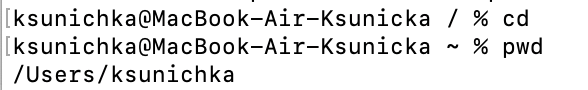 [ksunichka@MacBook-Air-Ksunicka / % cd
[ksunichka@MacBook-Air-Ksunicka ~ % pwd
/Users/ksunichka